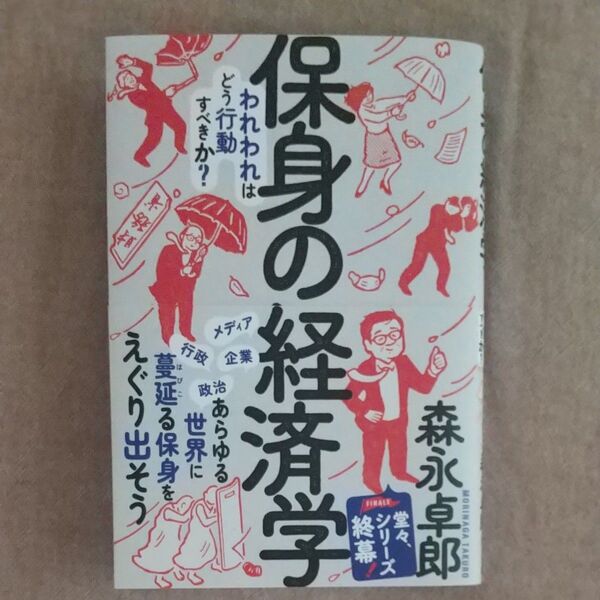 保身の経済学
われわれは
どう行動
すべきか?
メディア
行政
企業
政治
あらゆる
世界に
蔓延る保身を
はびこ
えぐり出そう
森永卓郎
MORINAGA TAKURO
FINALE
堂々、
シリーズ
終幕!